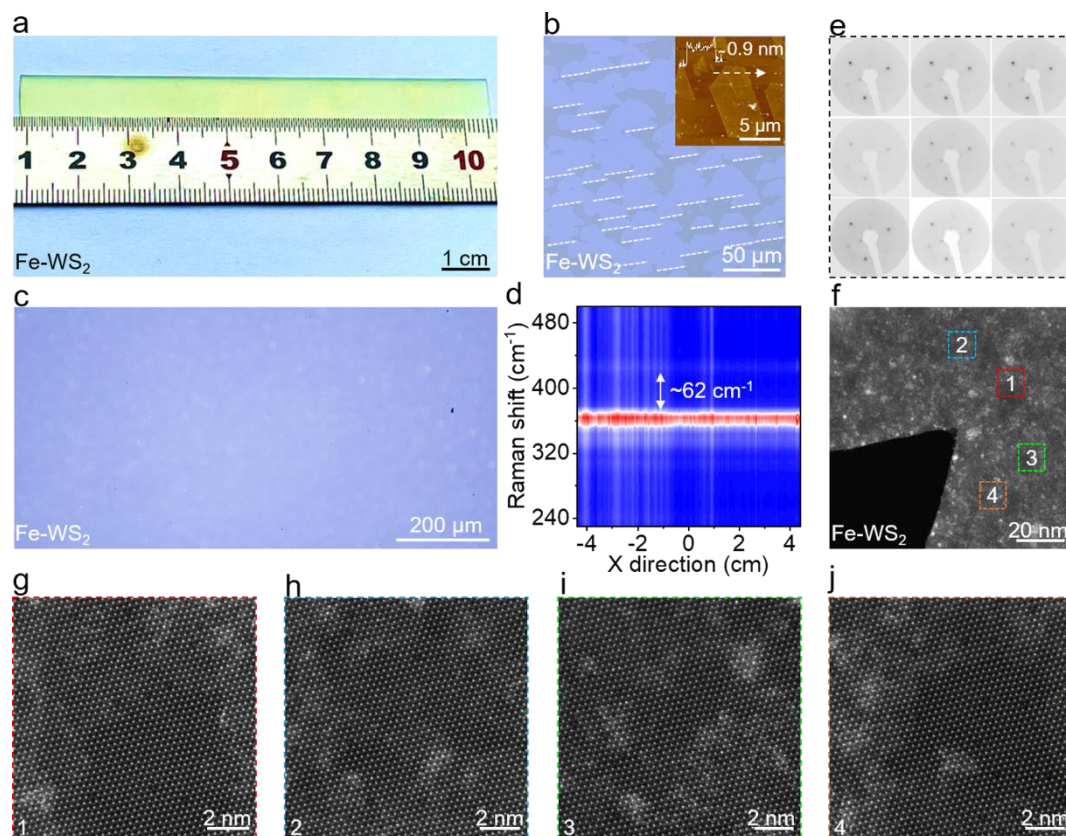 a
1 2 3 4 5 6 7 8 9 10
Fe-WS₂
1 cm
b
~0.9 nm
5 µm
Fe-WS₂
50 µm
e
c
Fe-WS₂
200 µm
d
Raman shift (cm⁻¹)
480
400
360
240
~62 cm⁻¹
-4 -2 0 2 4
X direction (cm)
f
2
1
3
4
Fe-WS₂
20 nm
g
1
2 nm
h
2
2 nm
i
3
2 nm
j
4
2 nm